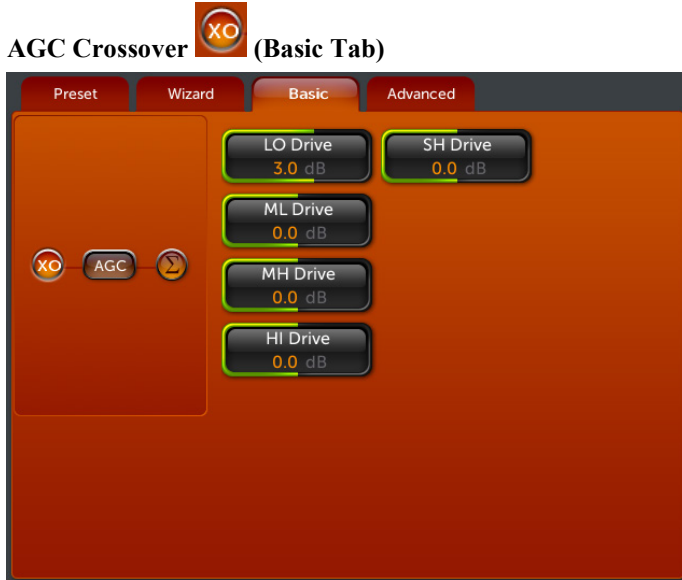 AGC Crossover XO (Basic Tab)
Preset Wizard Basic Advanced
LO Drive SH Drive
3.0 dB 0.0 dB
ML Drive
0.0 dB
XO AGC Σ
MH Drive
0.0 dB
HI Drive
0.0 dB